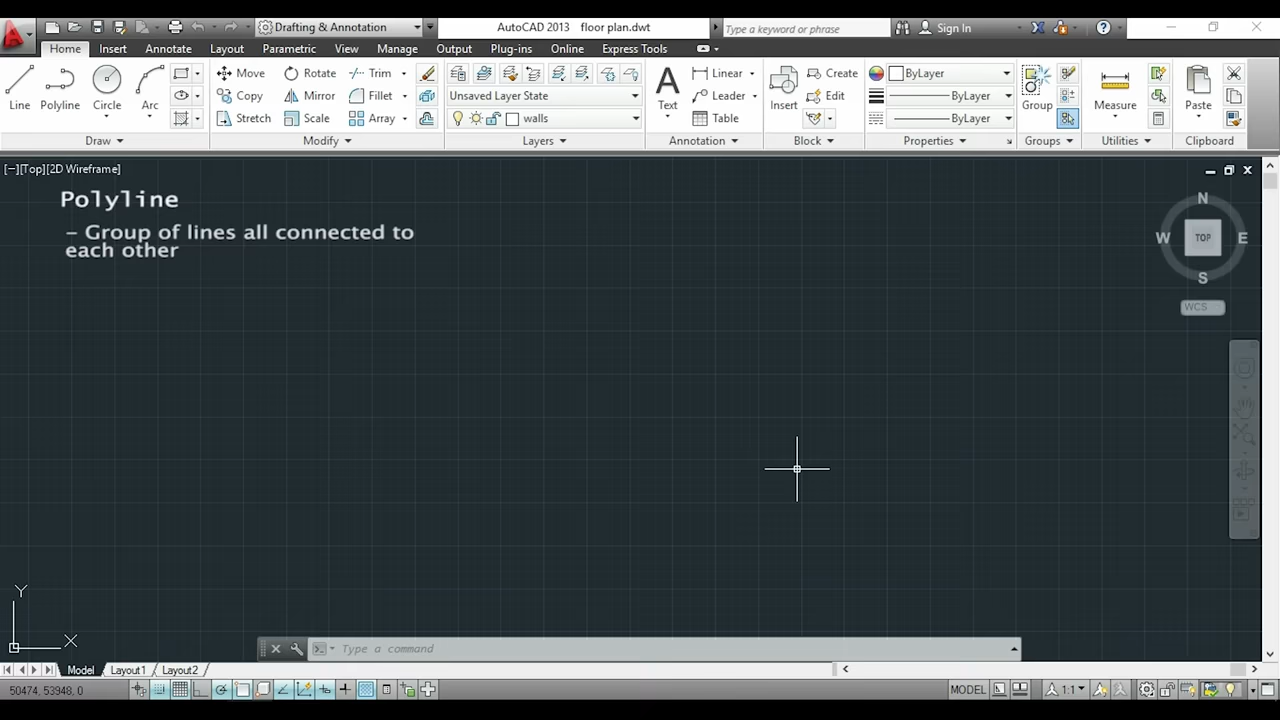 Drafting & Annotation
AutoCAD 2013 floor plan.dwt
Type a keyword or phrase
Sign In
Home Insert Annotate Layout Parametric View Manage Output Plug-ins Online Express Tools
Line Polyline Circle Arc
Move Rotate Trim
Copy Mirror Fillet
Stretch Scale Array
Unsaved Layer State
walls
Text
Linear
Leader
Table
Insert
Create
Edit
ByLayer
ByLayer
ByLayer
Group
Measure
Paste
Draw Modify Layers Annotation Block Properties Groups Utilities Clipboard
[−][Top][2D Wireframe]
Polyline
– Group of lines all connected to
each other
N
W TOP E
S
WCS
Y
X
Type a command
Model Layout1 Layout2
50474, 53948, 0
MODEL
1:1